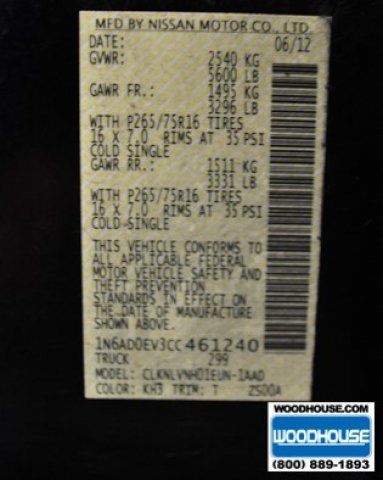 MFD BY NISSAN MOTOR CO., LTD.
DATE: 06/12
GVWR: 2540 KG
5600 LB
GAWR FR.: 1495 KG
3296 LB
WITH P265/75R16 TIRES
16 X 7.0 RIMS AT 35 PSI
COLD SINGLE
GAWR RR.: 1511 KG
3331 LB
WITH P265/75R16 TIRES
16 X 7.0 RIMS AT 35 PSI
COLD SINGLE
THIS VEHICLE CONFORMS TO
ALL APPLICABLE FEDERAL
MOTOR VEHICLE SAFETY AND
THEFT PREVENTION
STANDARDS IN EFFECT ON
THE DATE OF MANUFACTURE
SHOWN ABOVE.
1N6AD0EV3CC461240
TRUCK 299
MODEL: CLKNLVNHO1EUN-IAAD
COLOR: KH3 TRIM: T ZS00A
WOODHOUSE.COM
WOODHOUSE
(800) 889-1893